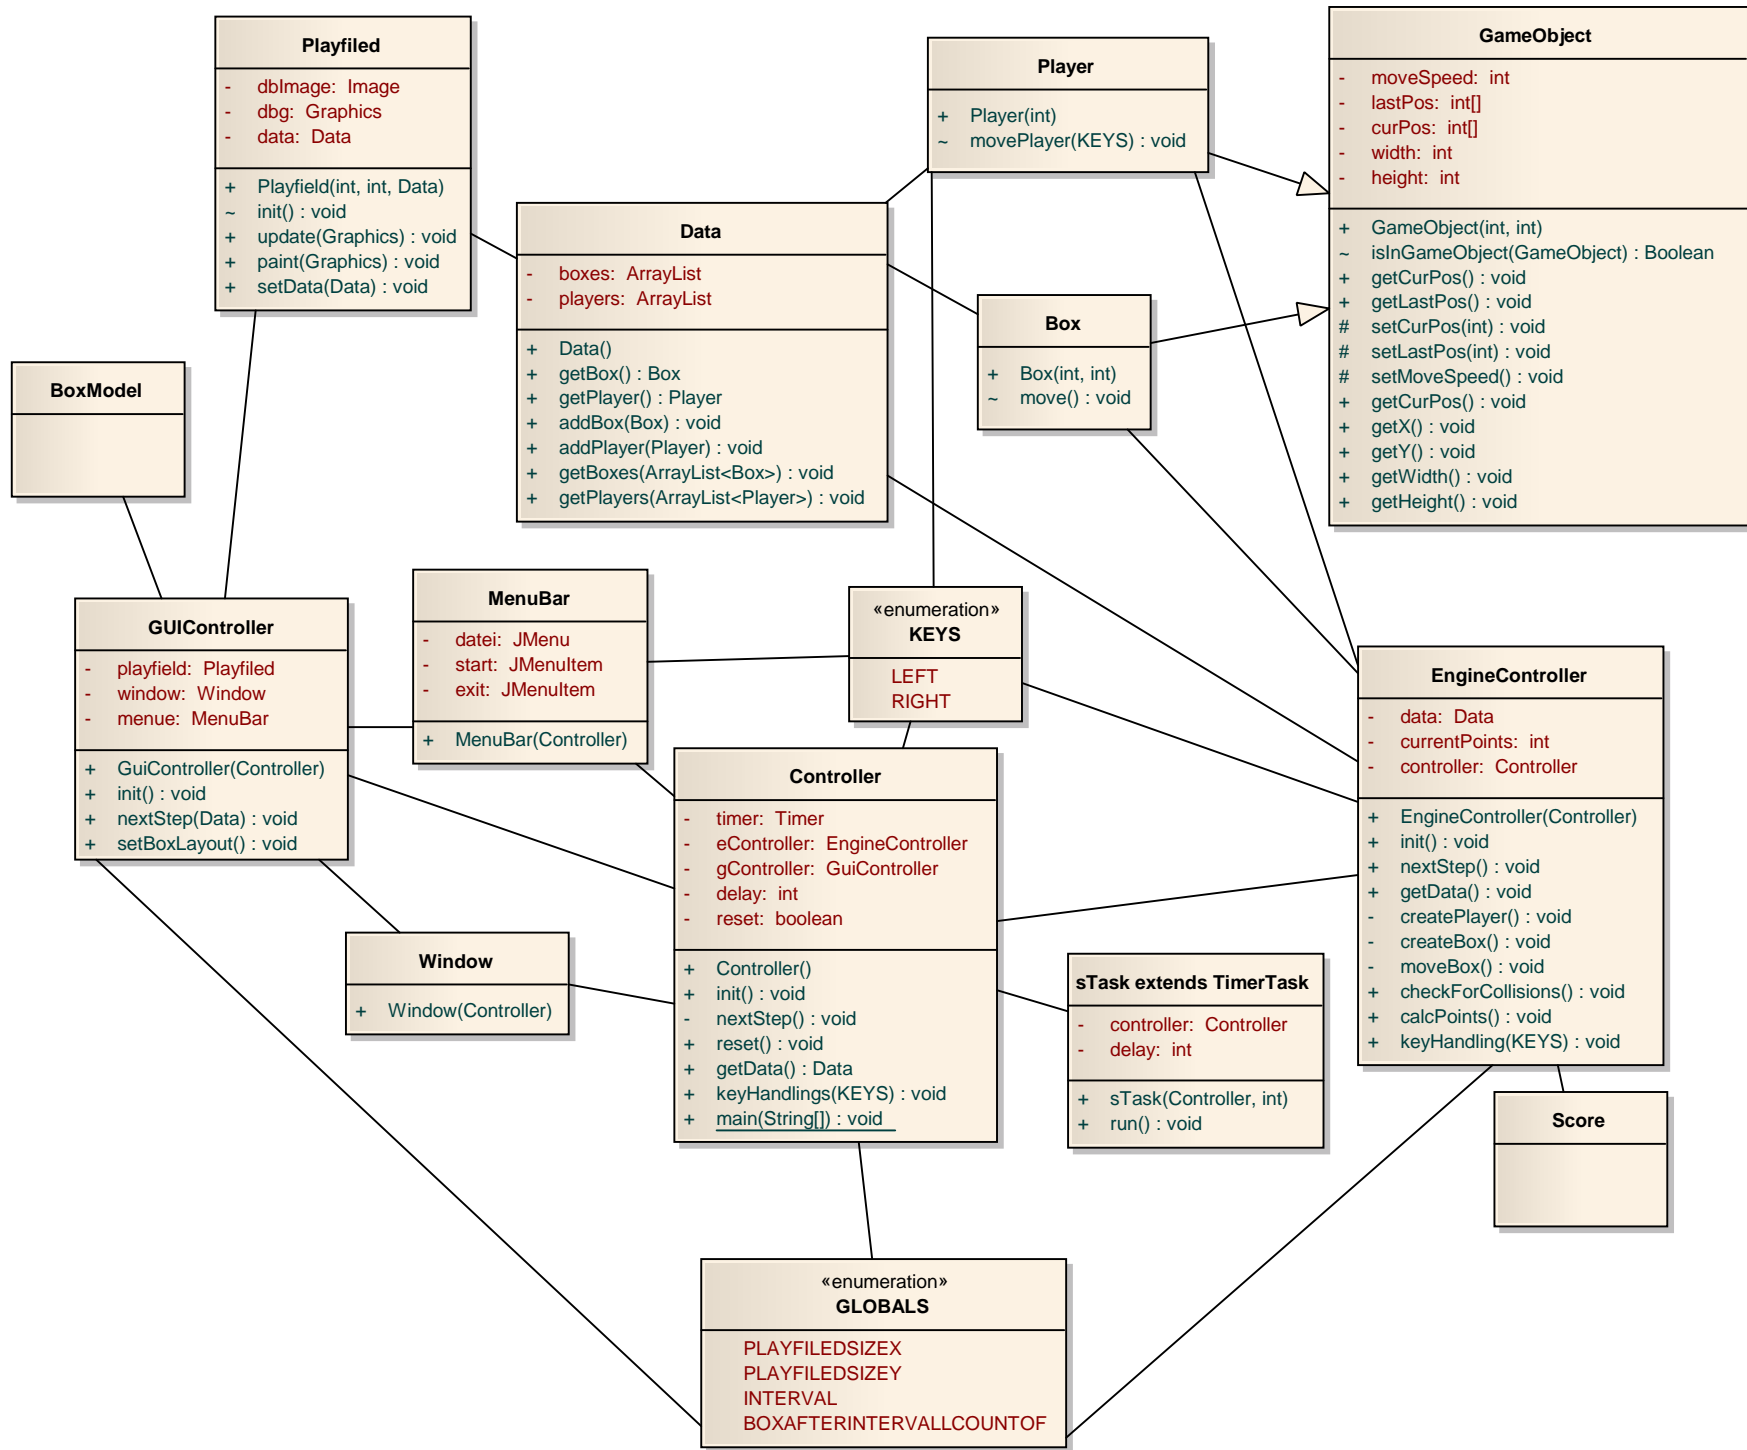 Playfiled
- dbImage: Image
- dbg: Graphics
- data: Data
+ Playfield(int, int, Data)
~ init() : void
+ update(Graphics) : void
+ paint(Graphics) : void
+ setData(Data) : void
Player
+ Player(int)
~ movePlayer(KEYS) : void
GameObject
- moveSpeed: int
- lastPos: int[]
- curPos: int[]
- width: int
- height: int
+ GameObject(int, int)
~ isInGameObject(GameObject) : Boolean
+ getCurPos() : void
+ getLastPos() : void
# setCurPos(int) : void
# setLastPos(int) : void
# setMoveSpeed() : void
+ getCurPos() : void
+ getX() : void
+ getY() : void
+ getWidth() : void
+ getHeight() : void
Data
- boxes: ArrayList
- players: ArrayList
+ Data()
+ getBox() : Box
+ getPlayer() : Player
+ addBox(Box) : void
+ addPlayer(Player) : void
+ getBoxes(ArrayList<Box>) : void
+ getPlayers(ArrayList<Player>) : void
Box
+ Box(int, int)
~ move() : void
BoxModel
GUIController
- playfield: Playfiled
- window: Window
- menue: MenuBar
+ GuiController(Controller)
+ init() : void
+ nextStep(Data) : void
+ setBoxLayout() : void
MenuBar
- datei: JMenu
- start: JMenuItem
- exit: JMenuItem
+ MenuBar(Controller)
«enumeration»
KEYS
LEFT
RIGHT
EngineController
- data: Data
- currentPoints: int
- controller: Controller
+ EngineController(Controller)
+ init() : void
+ nextStep() : void
+ getData() : void
- createPlayer() : void
- createBox() : void
- moveBox() : void
+ checkForCollisions() : void
+ calcPoints() : void
+ keyHandling(KEYS) : void
Controller
- timer: Timer
- eController: EngineController
- gController: GuiController
- delay: int
- reset: boolean
+ Controller()
+ init() : void
- nextStep() : void
+ reset() : void
+ getData() : Data
+ keyHandlings(KEYS) : void
+ main(String[]) : void
Window
+ Window(Controller)
sTask extends TimerTask
- controller: Controller
- delay: int
+ sTask(Controller, int)
+ run() : void
Score
«enumeration»
GLOBALS
PLAYFILEDSIZEX
PLAYFILEDSIZEY
INTERVAL
BOXAFTERINTERVALLCOUNTOF